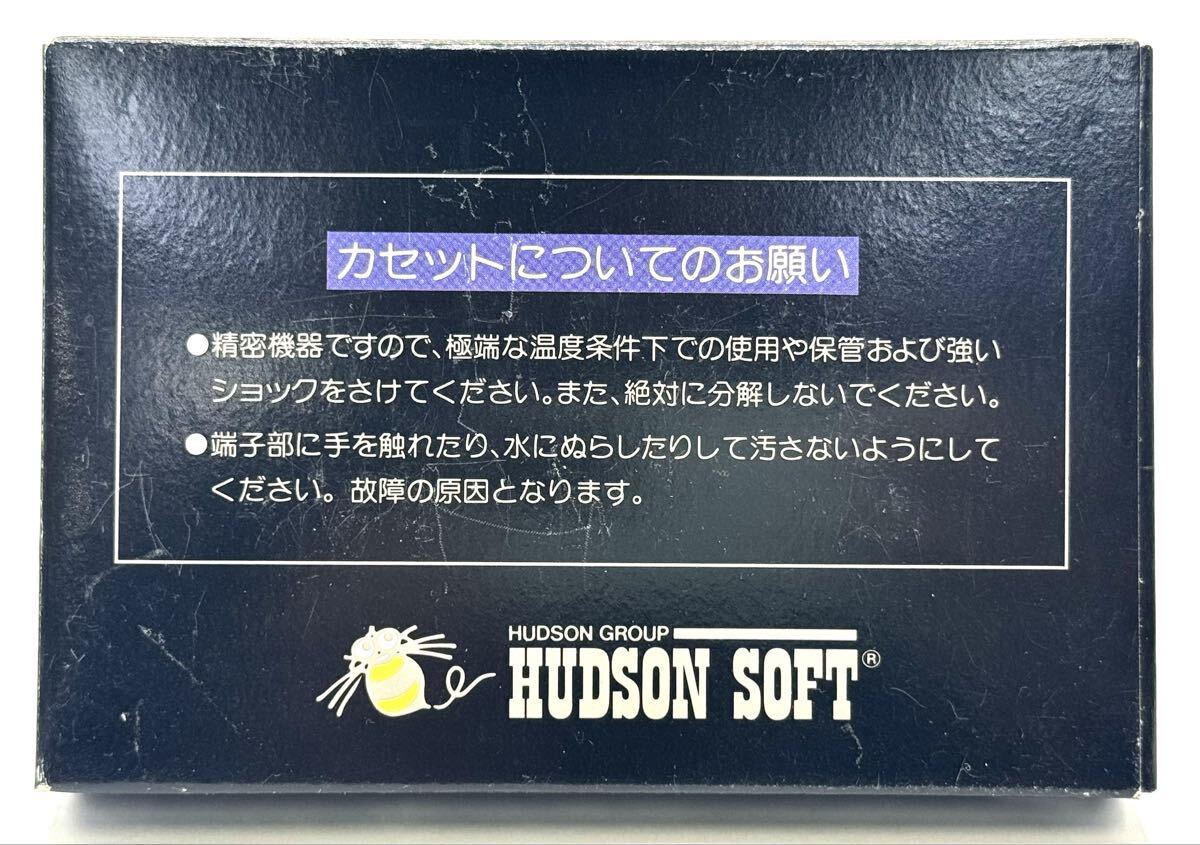 カセットについてのお願い
●精密機器ですので、極端な温度条件下での使用や保管および強い
ショックをさけてください。また、絶対に分解しないでください。
●端子部に手を触れたり、水にぬらしたりして汚さないようにして
ください。故障の原因となります。
HUDSON GROUP
HUDSON SOFT®